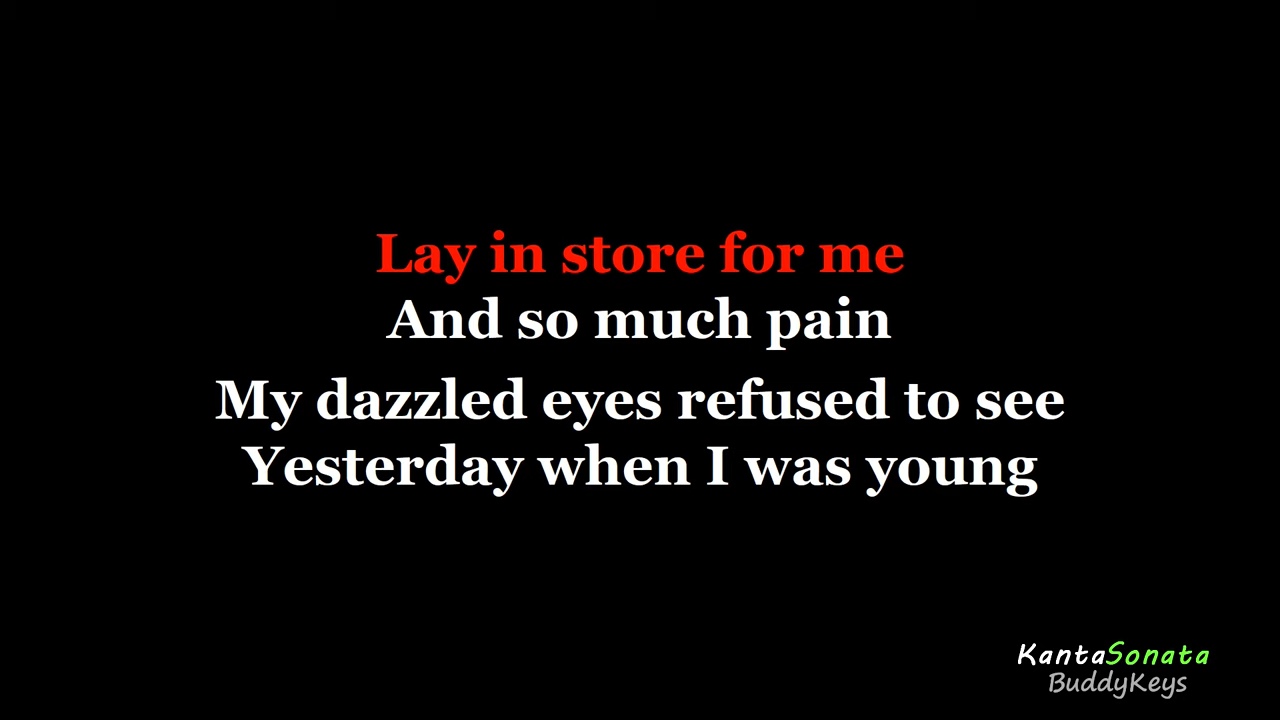 Lay in store for me
And so much pain
My dazzled eyes refused to see
Yesterday when I was young
KantaSonata
BuddyKeys